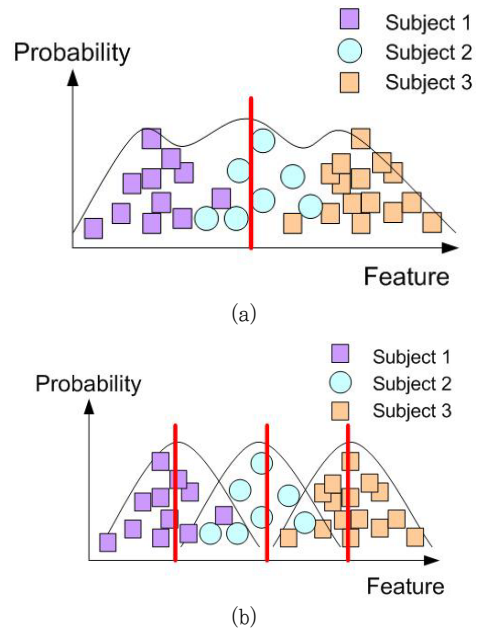 Subject 1
Probability
Subject 2
Subject 3
Feature
(a)
Subject 1
Probability
Subject 2
Subject 3
Feature
(b)